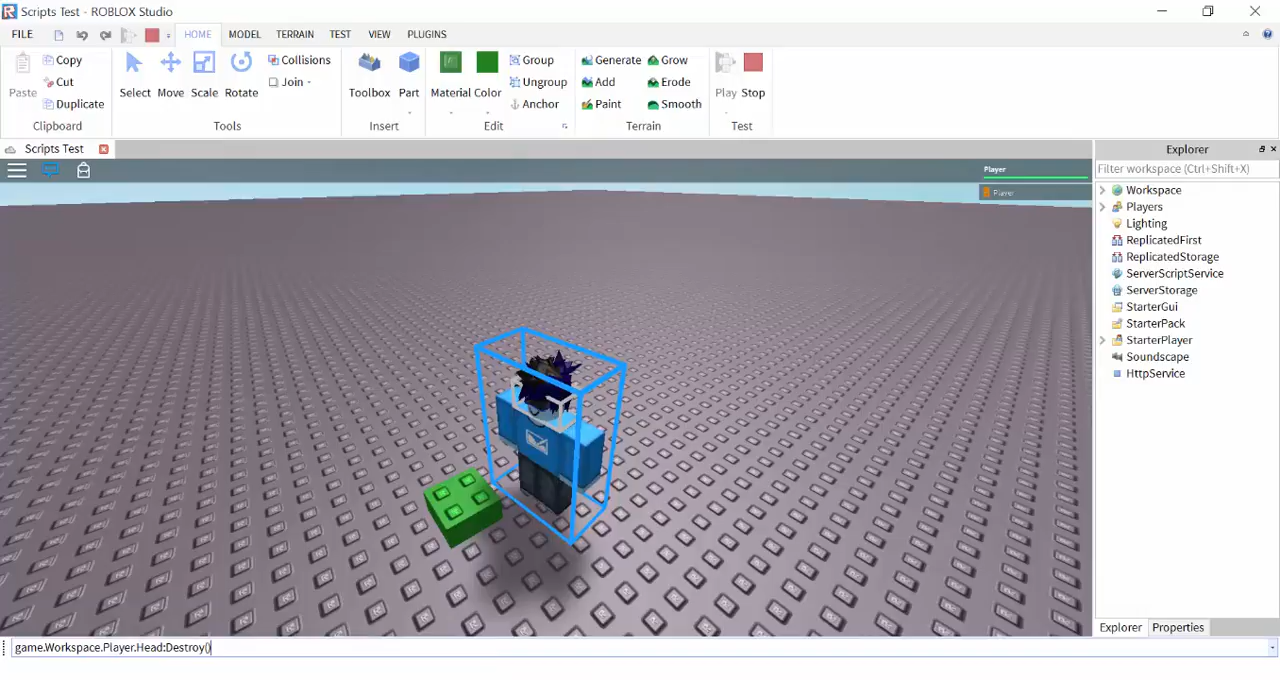 Scripts Test - ROBLOX Studio
FILE HOME MODEL TERRAIN TEST VIEW PLUGINS
Paste Copy Cut Duplicate
Clipboard
Select Move Scale Rotate Collisions Join
Tools
Toolbox Part
Insert
Material Color Group Ungroup Anchor
Edit
Generate Grow
Add Erode
Paint Smooth
Terrain
Play Stop
Test
Scripts Test
Player
Player
Explorer
Filter workspace (Ctrl+Shift+X)
Workspace
Players
Lighting
ReplicatedFirst
ReplicatedStorage
ServerScriptService
ServerStorage
StarterGui
StarterPack
StarterPlayer
Soundscape
HttpService
Explorer Properties
game.Workspace.Player.Head:Destroy()